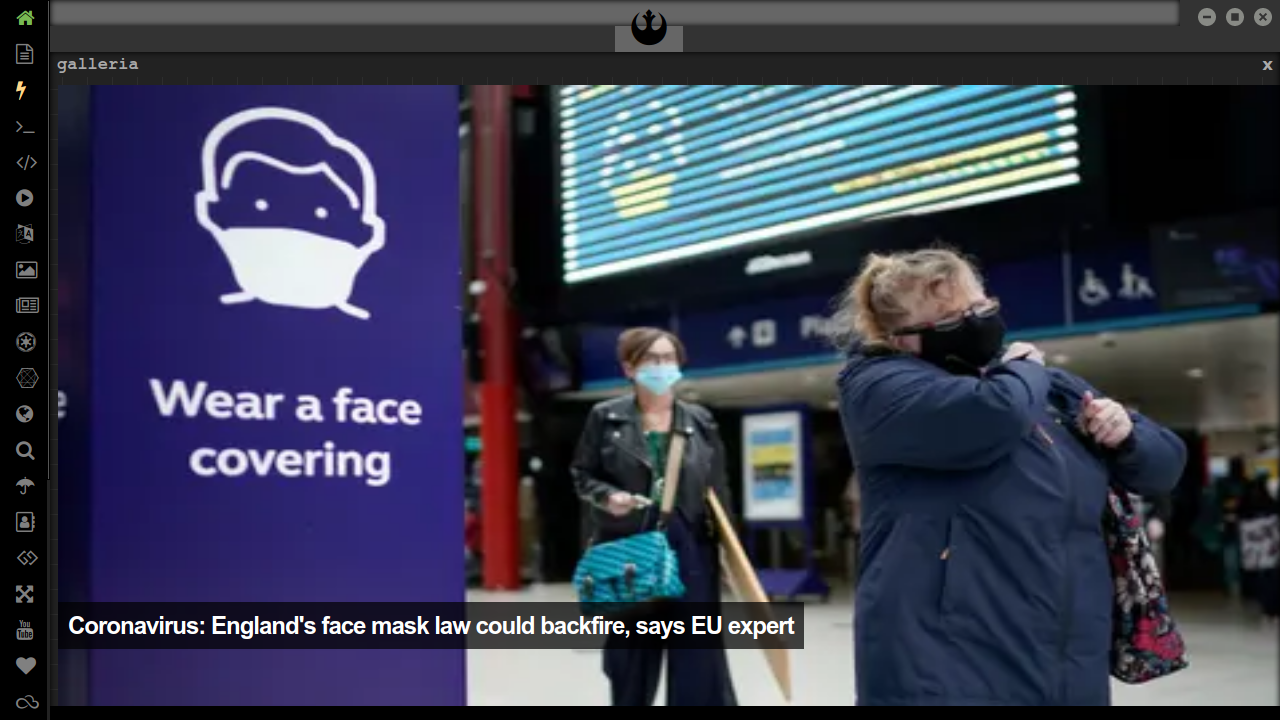 galleria
x
Wear a face
covering
Coronavirus: England's face mask law could backfire, says EU expert